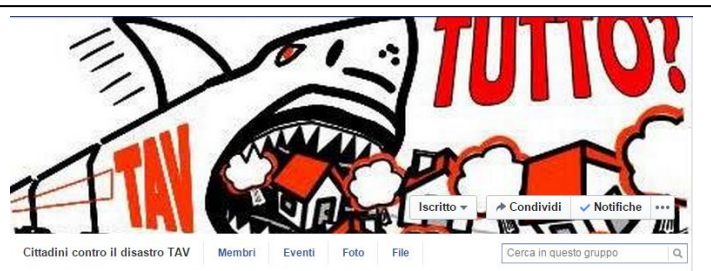 TUTTO?
TAV
Iscritto
Condividi
Notifiche
Cittadini contro il disastro TAV
Membri
Eventi
Foto
File
Cerca in questo gruppo